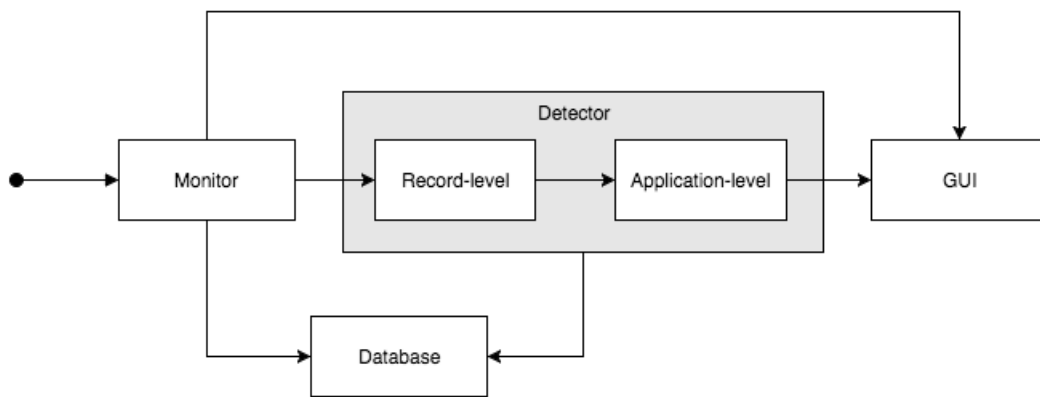 Detector
Monitor
Record-level
Application-level
GUI
Database